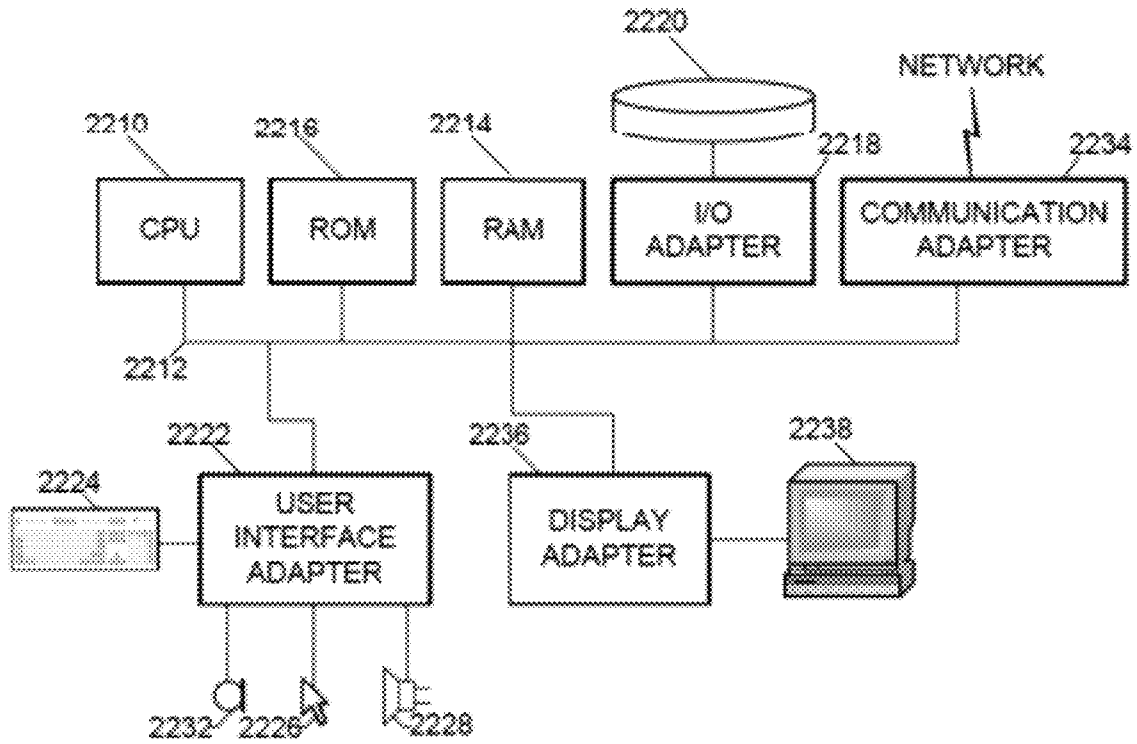 2220
NETWORK
2210
2216
2214
2218
2234
CPU
ROM
RAM
I/O
ADAPTER
COMMUNICATION
ADAPTER
2212
2222
2236
2238
2224
USER
INTERFACE
ADAPTER
DISPLAY
ADAPTER
2232
2226
2228